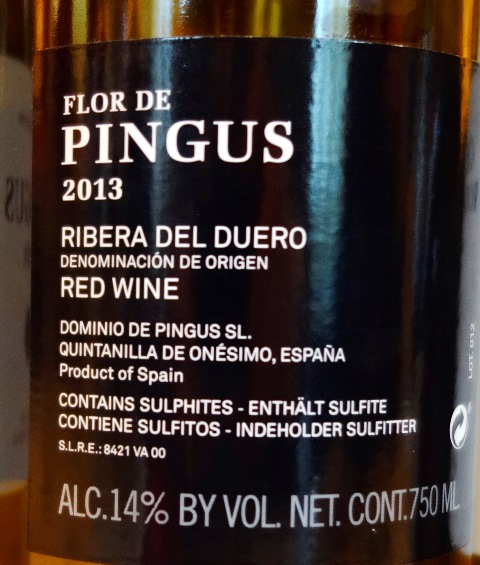 FLOR DE
PINGUS
2013
RIBERA DEL DUERO
DENOMINACIÓN DE ORIGEN
RED WINE
DOMINIO DE PINGUS SL.
QUINTANILLA DE ONÉSIMO, ESPAÑA
Product of Spain
CONTAINS SULPHITES - ENTHÄLT SULFITE
CONTIENE SULFITOS - INDEHOLDER SULFITTER
S.L.R.E.: 8421 VA 00
ALC.14% BY VOL. NET. CONT.750 ML
LOT. 012